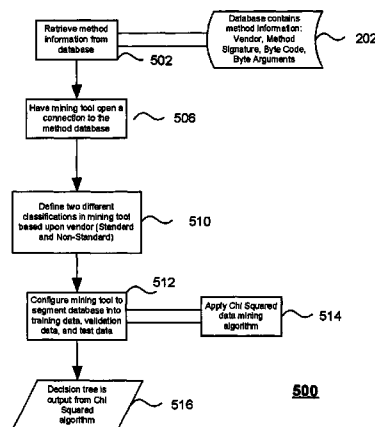 Retrieve method
information from
database
502
Database contains
method information:
Vendor, Method
Signature, Byte Code,
Byte Arguments
202
Have mining tool open a
connection to the
method database
506
Define two different
classifications in mining tool
based upon vendor (Standard
and Non-Standard)
510
512
Configure mining tool to
segment database into
training data, validation
data, and test data
Apply Chi Squared
data mining
algorithm
514
Decision tree is
output from Chi
Squared
algorithm
516
500